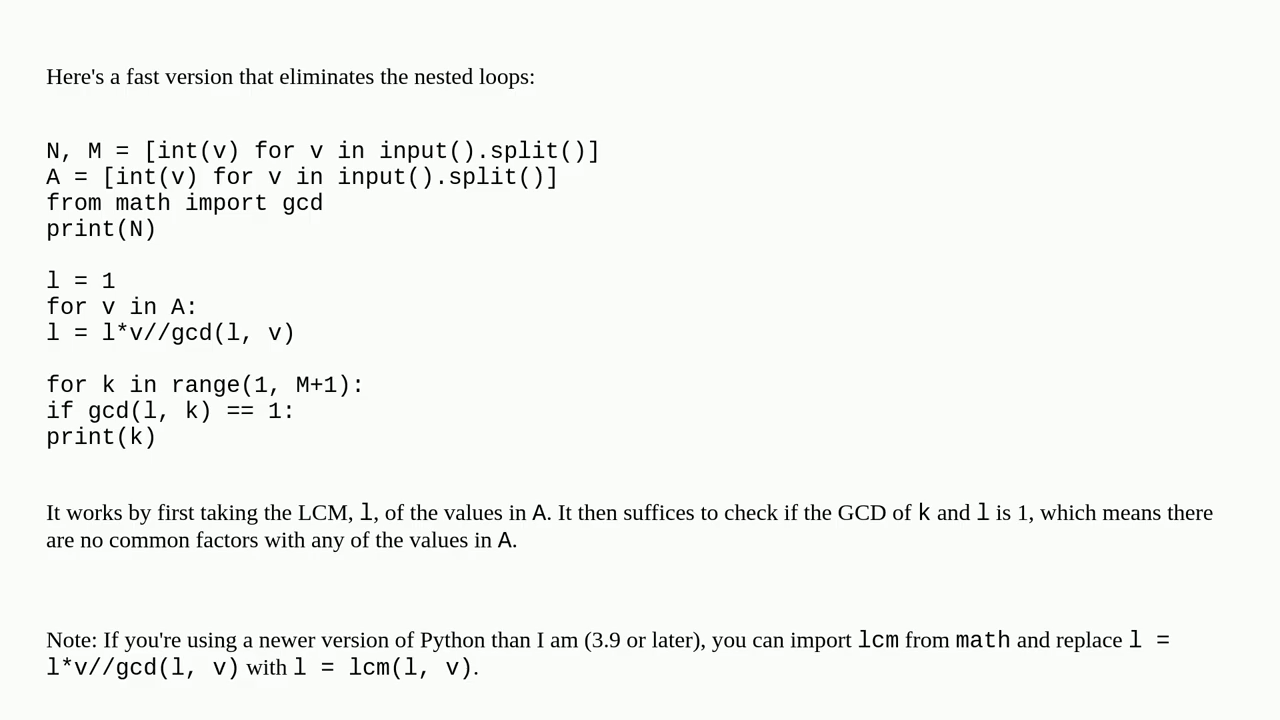 Here's a fast version that eliminates the nested loops:
N, M = [int(v) for v in input().split()]
A = [int(v) for v in input().split()]
from math import gcd
print(N)
l = 1
for v in A:
l = l*v//gcd(l, v)
for k in range(1, M+1):
if gcd(l, k) == 1:
print(k)
It works by first taking the LCM, l, of the values in A. It then suffices to check if the GCD of k and l is 1, which means there
are no common factors with any of the values in A.
Note: If you're using a newer version of Python than I am (3.9 or later), you can import lcm from math and replace l =
l*v//gcd(l, v) with l = lcm(l, v).